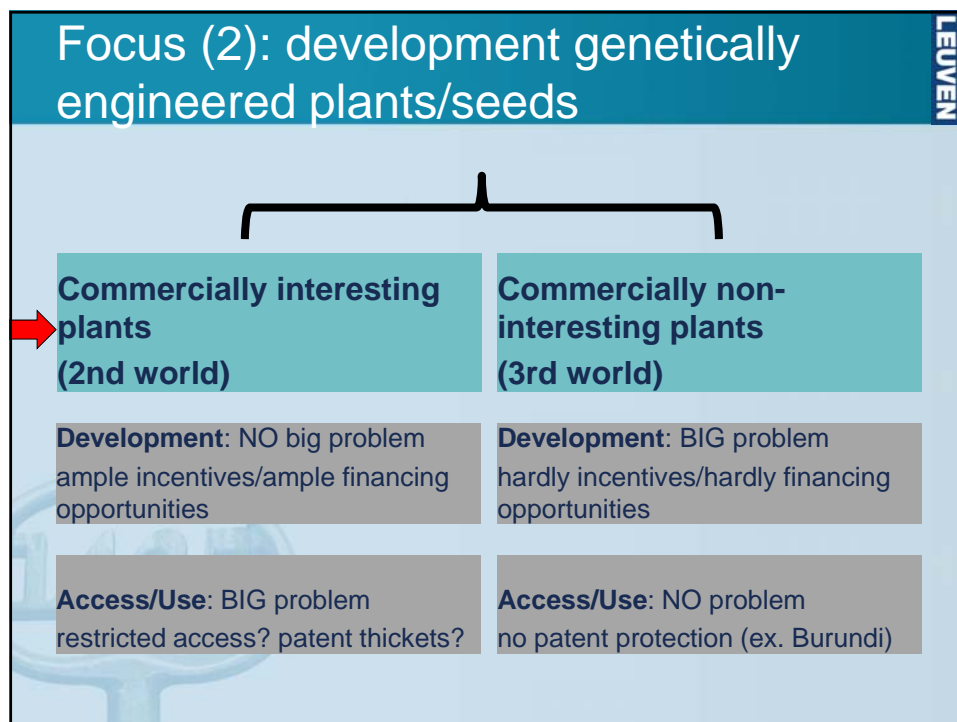 Focus (2): development genetically
engineered plants/seeds
LEUVEN
Commercially interesting
plants
(2nd world)
Commercially non-
interesting plants
(3rd world)
Development: NO big problem
ample incentives/ample financing
opportunities
Development: BIG problem
hardly incentives/hardly financing
opportunities
Access/Use: BIG problem
restricted access? patent thickets?
Access/Use: NO problem
no patent protection (ex. Burundi)